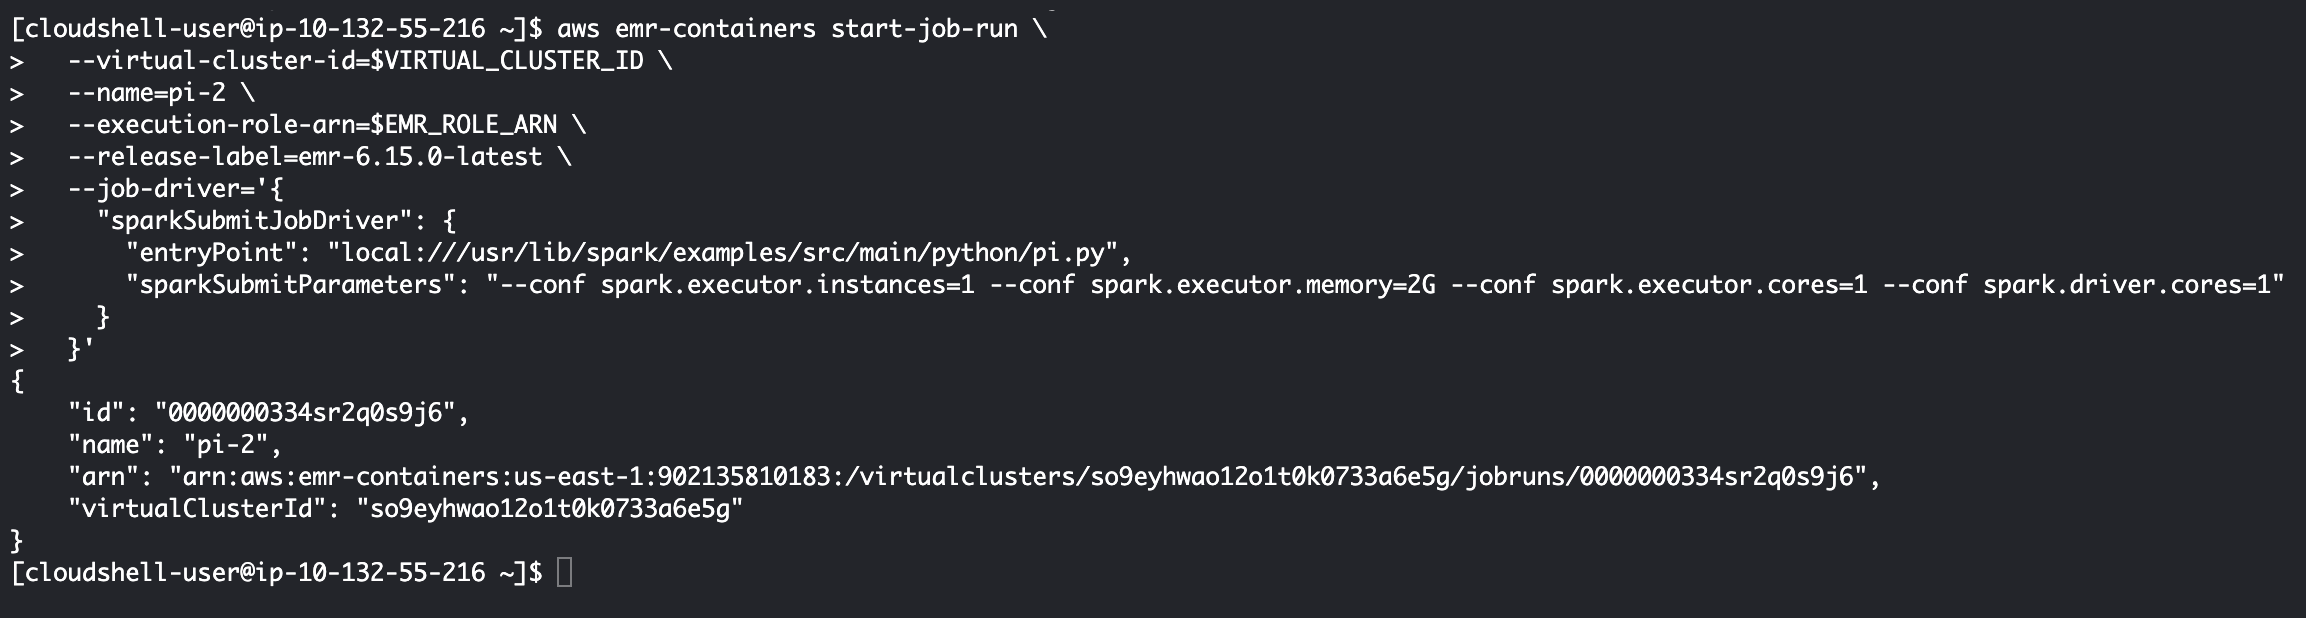 [cloudshell-user@ip-10-132-55-216 ~]$ aws emr-containers start-job-run \
>   --virtual-cluster-id=$VIRTUAL_CLUSTER_ID \
>   --name=pi-2 \
>   --execution-role-arn=$EMR_ROLE_ARN \
>   --release-label=emr-6.15.0-latest \
>   --job-driver='{
>     "sparkSubmitJobDriver": {
>       "entryPoint": "local:///usr/lib/spark/examples/src/main/python/pi.py",
>       "sparkSubmitParameters": "--conf spark.executor.instances=1 --conf spark.executor.memory=2G --conf spark.executor.cores=1 --conf spark.driver.cores=1"
>     }
>   }'
{
    "id": "0000000334sr2q0s9j6",
    "name": "pi-2",
    "arn": "arn:aws:emr-containers:us-east-1:902135810183:/virtualclusters/so9eyhwao12o1t0k0733a6e5g/jobruns/0000000334sr2q0s9j6",
    "virtualClusterId": "so9eyhwao12o1t0k0733a6e5g"
}
[cloudshell-user@ip-10-132-55-216 ~]$